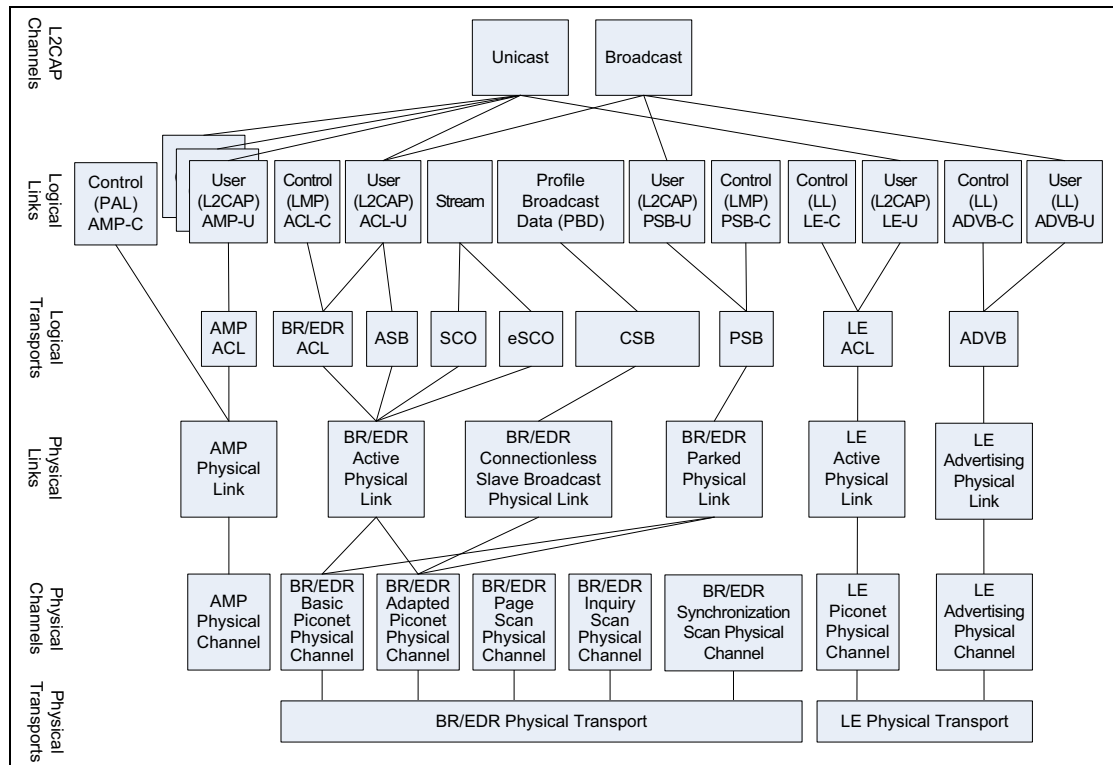 L2CAP
Channels
Unicast
Broadcast
Logical
Links
Control
(PAL)
AMP-C
User
(L2CAP)
AMP-U
Control
(LMP)
ACL-C
User
(L2CAP)
ACL-U
Stream
Profile
Broadcast
Data (PBD)
User
(L2CAP)
PSB-U
Control
(LMP)
PSB-C
Control
(LL)
LE-C
User
(L2CAP)
LE-U
Control
(LL)
ADVB-C
User
(LL)
ADVB-U
Logical
Transports
AMP
ACL
BR/EDR
ACL
ASB
SCO
eSCO
CSB
PSB
LE
ACL
ADVB
Physical
Links
AMP
Physical
Link
BR/EDR
Active
Physical
Link
BR/EDR
Connectionless
Slave Broadcast
Physical Link
BR/EDR
Parked
Physical
Link
LE
Active
Physical
Link
LE
Advertising
Physical
Link
Physical
Channels
AMP
Physical
Channel
BR/EDR
Basic
Piconet
Physical
Channel
BR/EDR
Adapted
Piconet
Physical
Channel
BR/EDR
Page
Scan
Physical
Channel
BR/EDR
Inquiry
Scan
Physical
Channel
BR/EDR
Synchronization
Scan Physical
Channel
LE
Piconet
Physical
Channel
LE
Advertising
Physical
Channel
Physical
Transports
BR/EDR Physical Transport
LE Physical Transport